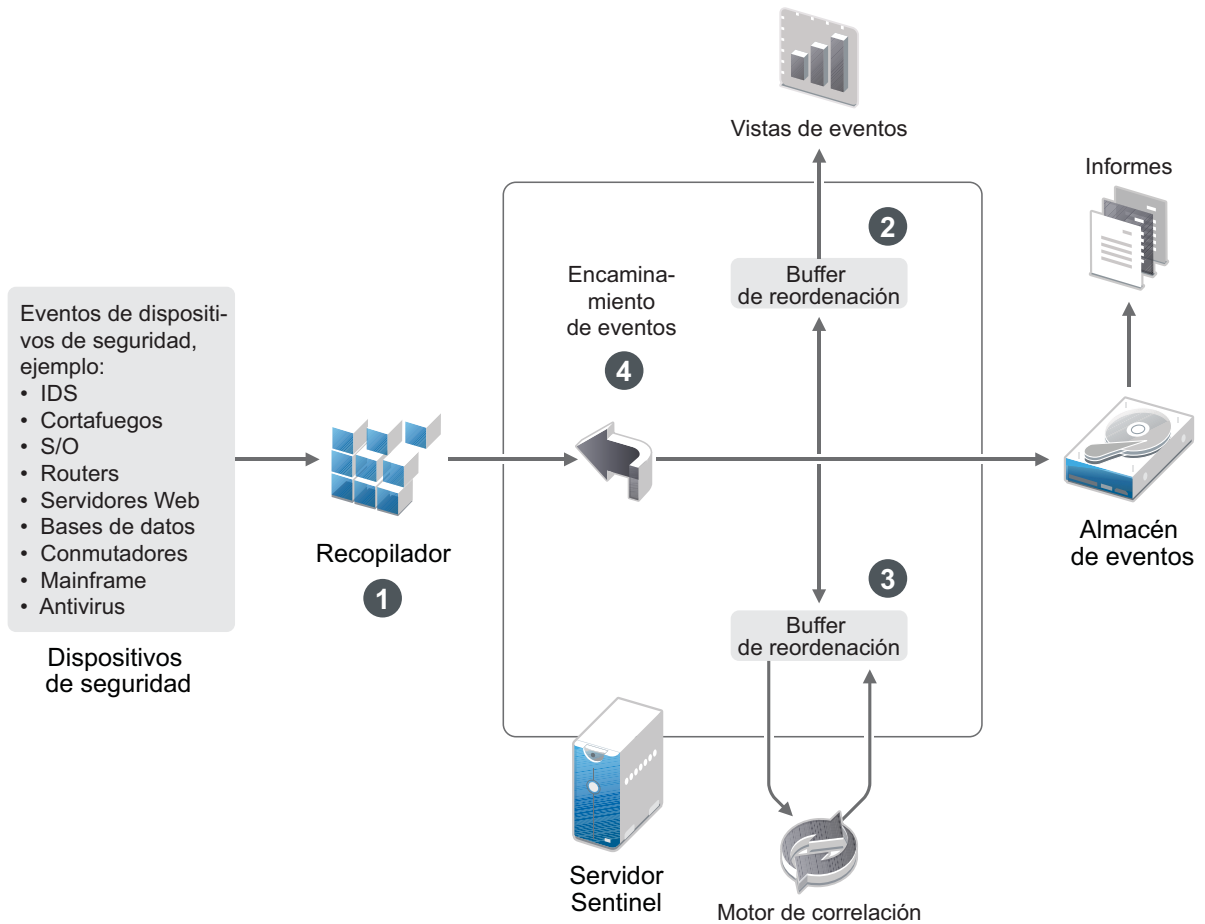 Vistas de eventos
Informes
2
Buffer
de reordenación
Encamina-
miento
de eventos
4
Eventos de dispositi-
vos de seguridad,
ejemplo:
• IDS
• Cortafuegos
• S/O
• Routers
• Servidores Web
• Bases de datos
• Conmutadores
• Mainframe
• Antivirus
Dispositivos
de seguridad
Recopilador
1
Almacén
de eventos
3
Buffer
de reordenación
Servidor
Sentinel
Motor de correlación